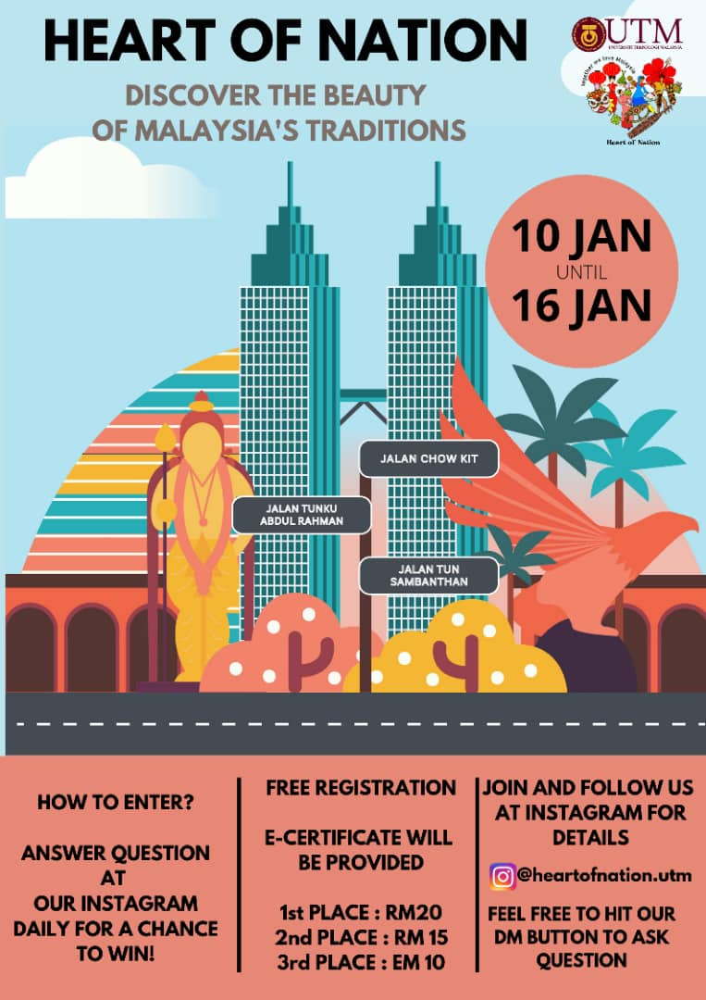 HEART OF NATION
UTM
UNIVERSITI TEKNOLOGI MALAYSIA
DISCOVER THE BEAUTY
OF MALAYSIA'S TRADITIONS
Together we love Malaysia
Heart of Nation
10 JAN
UNTIL
16 JAN
JALAN CHOW KIT
JALAN TUNKU
ABDUL RAHMAN
JALAN TUN
SAMBANTHAN
HOW TO ENTER?
ANSWER QUESTION
AT
OUR INSTAGRAM
DAILY FOR A CHANCE
TO WIN!
FREE REGISTRATION
E-CERTIFICATE WILL
BE PROVIDED
1st PLACE : RM20
2nd PLACE : RM 15
3rd PLACE : EM 10
JOIN AND FOLLOW US
AT INSTAGRAM FOR
DETAILS
@heartofnation.utm
FEEL FREE TO HIT OUR
DM BUTTON TO ASK
QUESTION